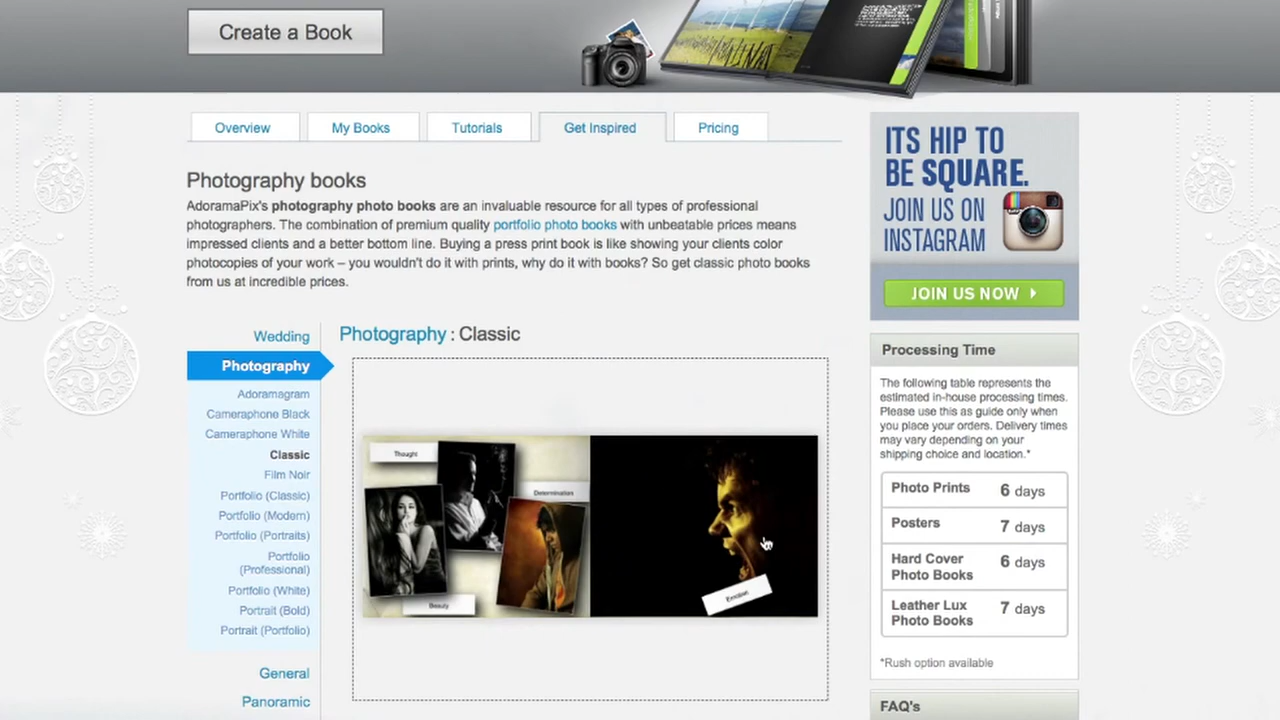 Create a Book
Overview
My Books
Tutorials
Get Inspired
Pricing
Photography books
AdoramaPix's photography photo books are an invaluable resource for all types of professional
photographers. The combination of premium quality portfolio photo books with unbeatable prices means
impressed clients and a better bottom line. Buying a press print book is like showing your clients color
photocopies of your work – you wouldn't do it with prints, why do it with books? So get classic photo books
from us at incredible prices.
Wedding
Photography
Adoramagram
Cameraphone Black
Cameraphone White
Classic
Film Noir
Portfolio (Classic)
Portfolio (Modern)
Portfolio (Portraits)
Portfolio
(Professional)
Portfolio (White)
Portrait (Bold)
Portrait (Portfolio)
General
Panoramic
Photography : Classic
Thought
Determination
Beauty
Emotion
ITS HIP TO
BE SQUARE.
JOIN US ON
INSTAGRAM
JOIN US NOW
Processing Time
The following table represents the
estimated in-house processing times.
Please use this as guide only when
you place your orders. Delivery times
may vary depending on your
shipping choice and location.*
Photo Prints 6 days
Posters 7 days
Hard Cover
Photo Books 6 days
Leather Lux
Photo Books 7 days
*Rush option available
FAQ's